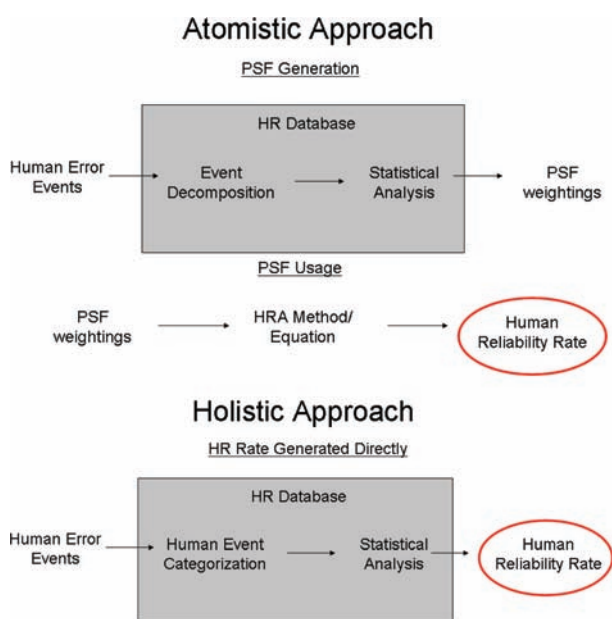 Atomistic Approach
PSF Generation
HR Database
Human Error
Events
Event
Decomposition
Statistical
Analysis
PSF
weightings
PSF Usage
PSF
weightings
HRA Method/
Equation
Human
Reliability Rate
Holistic Approach
HR Rate Generated Directly
HR Database
Human Error
Events
Human Event
Categorization
Statistical
Analysis
Human
Reliability Rate